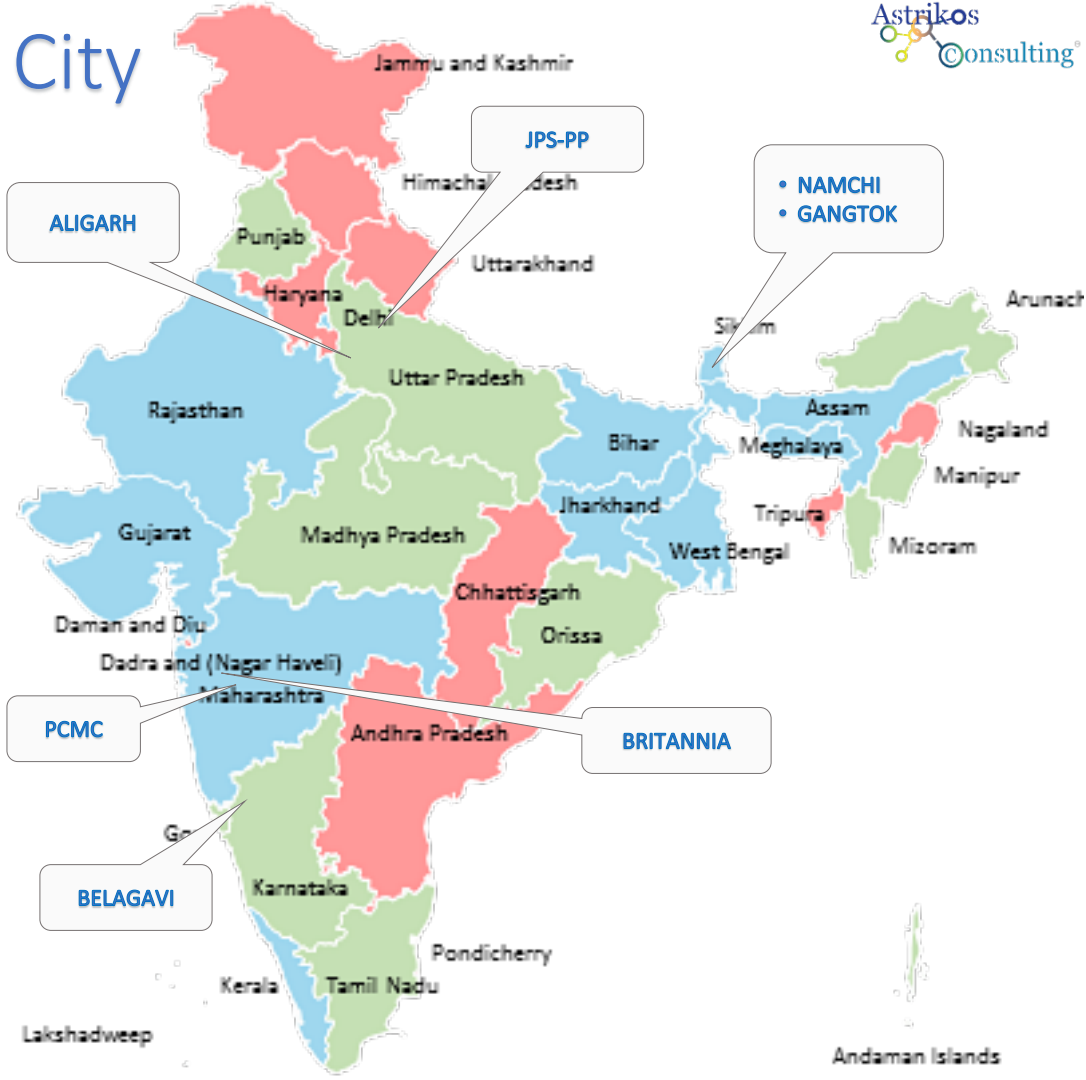 City
Astrikos
Consulting
Jammu and Kashmir
JPS-PP
Himachal desh
• NAMCHI
• GANGTOK
ALIGARH
Punjab
Uttarakhand
Haryana
Delhi
Arunach
Uttar Pradesh
Rajasthan
Assam
Bihar
Meghalaya
Nagaland
Manipur
Jharkhand
Tripura
Gujarat
Madhya Pradesh
West Bengal
Mizoram
Chhattisgarh
Daman and Diu
Orissa
Dadra and (Nagar Haveli)
Maharashtra
PCMC
Andhra Pradesh
BRITANNIA
Karnataka
BELAGAVI
Pondicherry
Kerala
Tamil Nadu
Lakshadweep
Andaman Islands